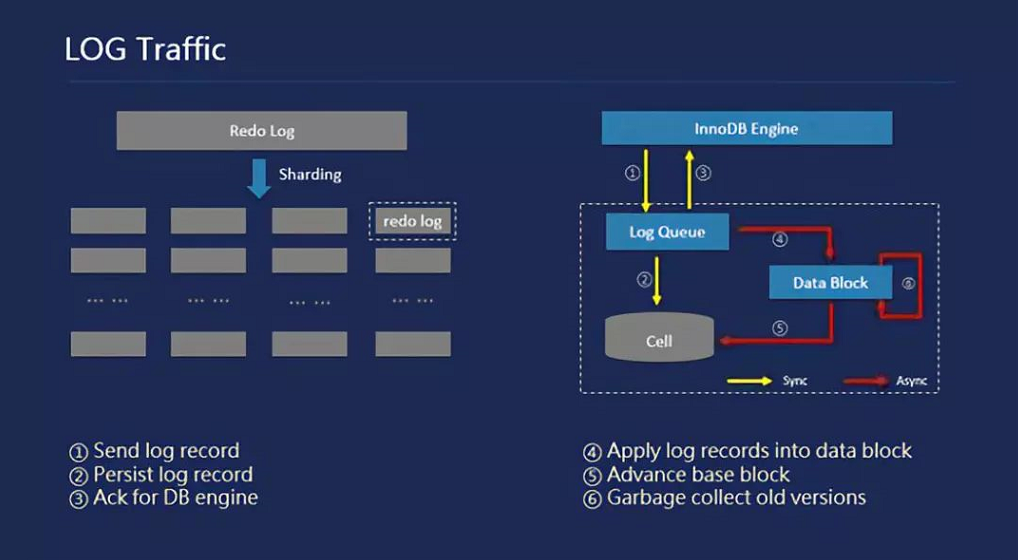 LOG Traffic
Redo Log
Sharding
redo log
... ... ... ... ... ... ... ...
InnoDB Engine
① ③
Log Queue
④
②
Data Block
⑥
Cell
⑤
Sync Async
① Send log record
② Persist log record
③ Ack for DB engine
④ Apply log records into data block
⑤ Advance base block
⑥ Garbage collect old versions